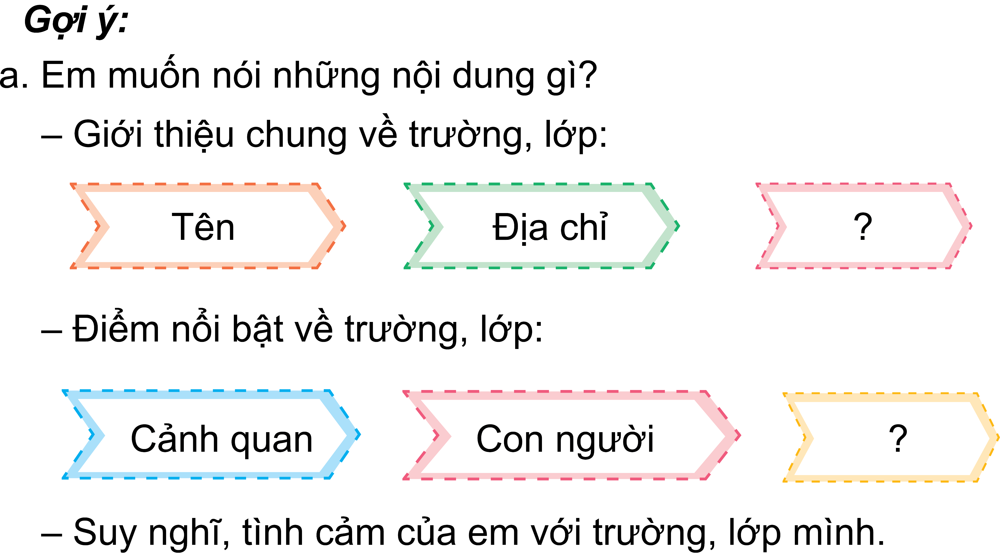 Gợi ý:
a. Em muốn nói những nội dung gì?
– Giới thiệu chung về trường, lớp:
Tên Địa chỉ ?
– Điểm nổi bật về trường, lớp:
Cảnh quan Con người ?
– Suy nghĩ, tình cảm của em với trường, lớp mình.